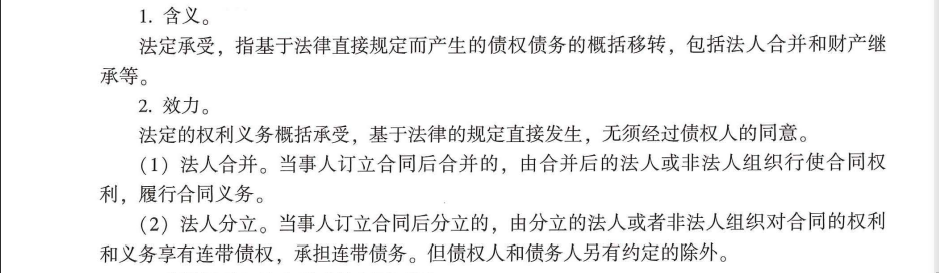 1. 含义。
法定承受，指基于法律直接规定而产生的债权债务的概括移转，包括法人合并和财产继
承等。
2. 效力。
法定的权利义务概括承受，基于法律的规定直接发生，无须经过债权人的同意。
（1）法人合并。当事人订立合同后合并的，由合并后的法人或非法人组织行使合同权
利，履行合同义务。
（2）法人分立。当事人订立合同后分立的，由分立的法人或者非法人组织对合同的权利
和义务享有连带债权，承担连带债务。但债权人和债务人另有约定的除外。